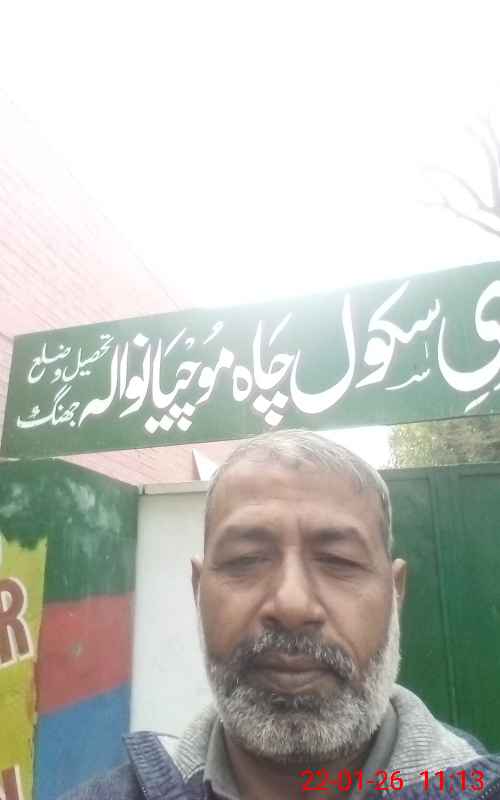 ی سکول چاہ موچیانوالہ تحصیل و ضلع
جھنگ
R
22-01-26 11:13